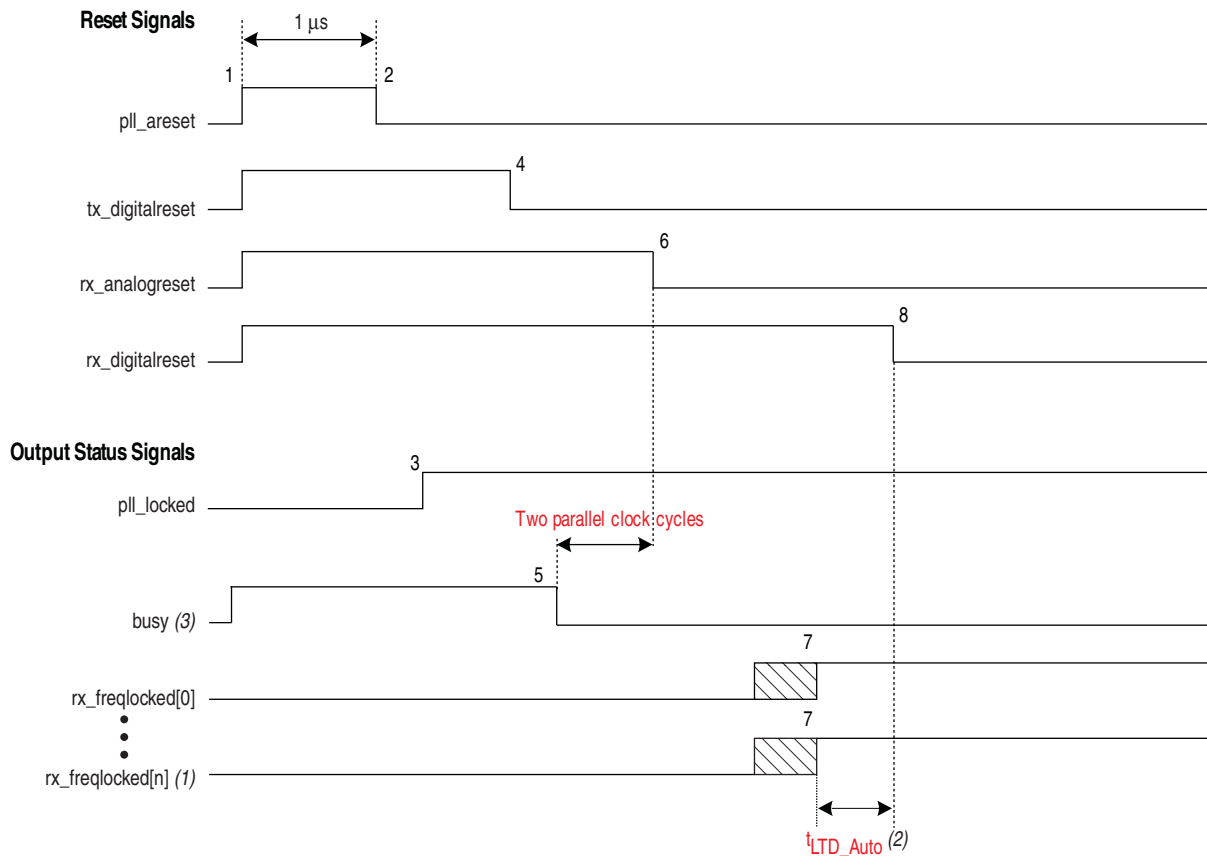 Reset Signals
1 μs
1
2
pll_areset
4
tx_digitalreset
6
rx_analogreset
8
rx_digitalreset
Output Status Signals
3
pll_locked
Two parallel clock cycles
5
busy (3)
7
rx_freqlocked[0]
7
rx_freqlocked[n] (1)
tLTD_Auto (2)